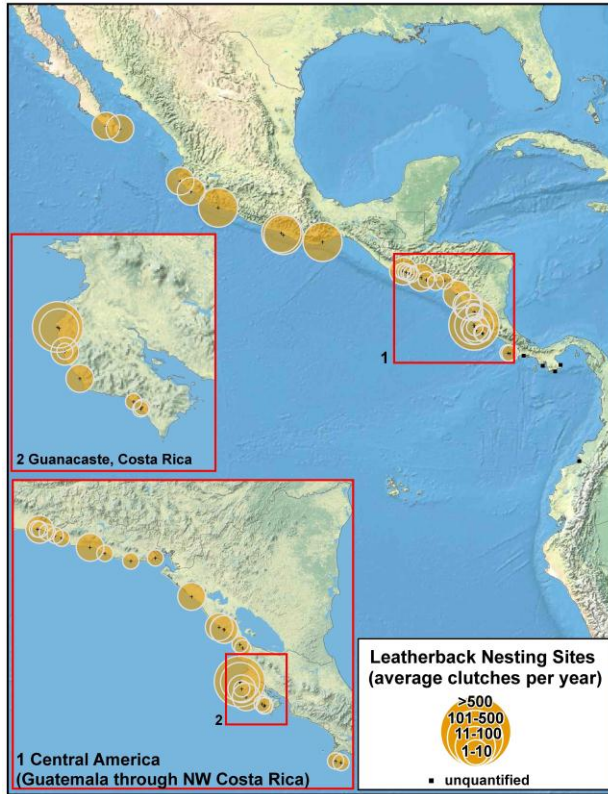 1
2 Guanacaste, Costa Rica
2
1 Central America
(Guatemala through NW Costa Rica)
Leatherback Nesting Sites
(average clutches per year)
>500
101-500
11-100
1-10
unquantified